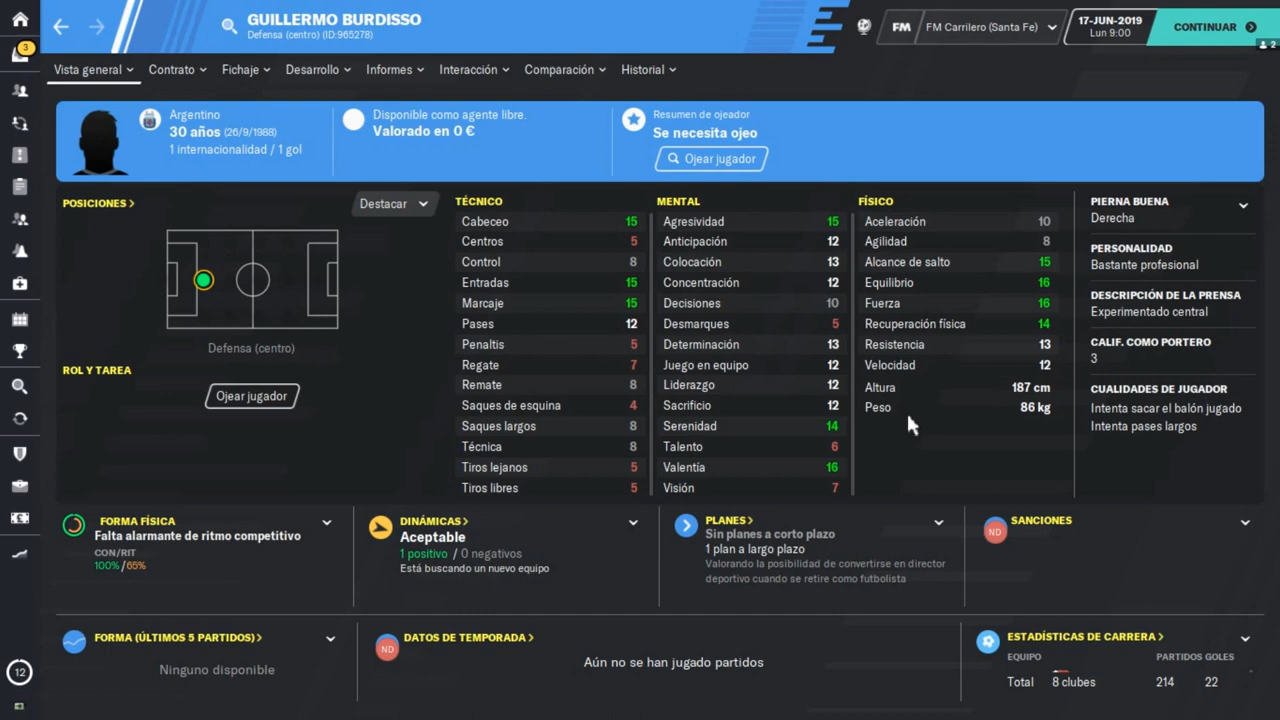 GUILLERMO BURDISSO
Defensa (centro) (ID:965278)
FM
FM Carrilero (Santa Fe)
17-JUN-2019
Lun 9:00
CONTINUAR
2
3
Vista general
Contrato
Fichaje
Desarrollo
Informes
Interacción
Comparación
Historial
Argentino
30 años (26/9/1988)
1 internacionalidad / 1 gol
Disponible como agente libre.
Valorado en 0 €
Resumen de ojeador
Se necesita ojeo
Ojear jugador
POSICIONES
Destacar
Defensa (centro)
ROL Y TAREA
Ojear jugador
TÉCNICO
Cabeceo 15
Centros 5
Control 8
Entradas 15
Marcaje 15
Pases 12
Penaltis 5
Regate 7
Remate 8
Saques de esquina 4
Saques largos 8
Técnica 8
Tiros lejanos 5
Tiros libres 5
MENTAL
Agresividad 15
Anticipación 12
Colocación 13
Concentración 12
Decisiones 10
Desmarques 5
Determinación 13
Juego en equipo 12
Liderazgo 12
Sacrificio 12
Serenidad 14
Talento 6
Valentía 16
Visión 7
FÍSICO
Aceleración 10
Agilidad 8
Alcance de salto 15
Equilibrio 16
Fuerza 16
Recuperación física 14
Resistencia 13
Velocidad 12
Altura 187 cm
Peso 86 kg
PIERNA BUENA
Derecha
PERSONALIDAD
Bastante profesional
DESCRIPCIÓN DE LA PRENSA
Experimentado central
CALIF. COMO PORTERO
3
CUALIDADES DE JUGADOR
Intenta sacar el balón jugado
Intenta pases largos
FORMA FÍSICA
Falta alarmante de ritmo competitivo
CON/RIT
100%/65%
DINÁMICAS
Aceptable
1 positivo / 0 negativos
Está buscando un nuevo equipo
PLANES
Sin planes a corto plazo
1 plan a largo plazo
Valorando la posibilidad de convertirse en director
deportivo cuando se retire como futbolista
ND
SANCIONES
FORMA (ÚLTIMOS 5 PARTIDOS)
Ninguno disponible
ND
DATOS DE TEMPORADA
Aún no se han jugado partidos
ESTADÍSTICAS DE CARRERA
EQUIPO PARTIDOS GOLES
Total 8 clubes 214 22
12